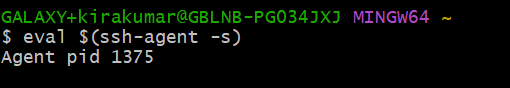 GALAXY+kirakumar@GBLNB-PG034JXJ MINGW64 ~
$ eval $(ssh-agent -s)
Agent pid 1375